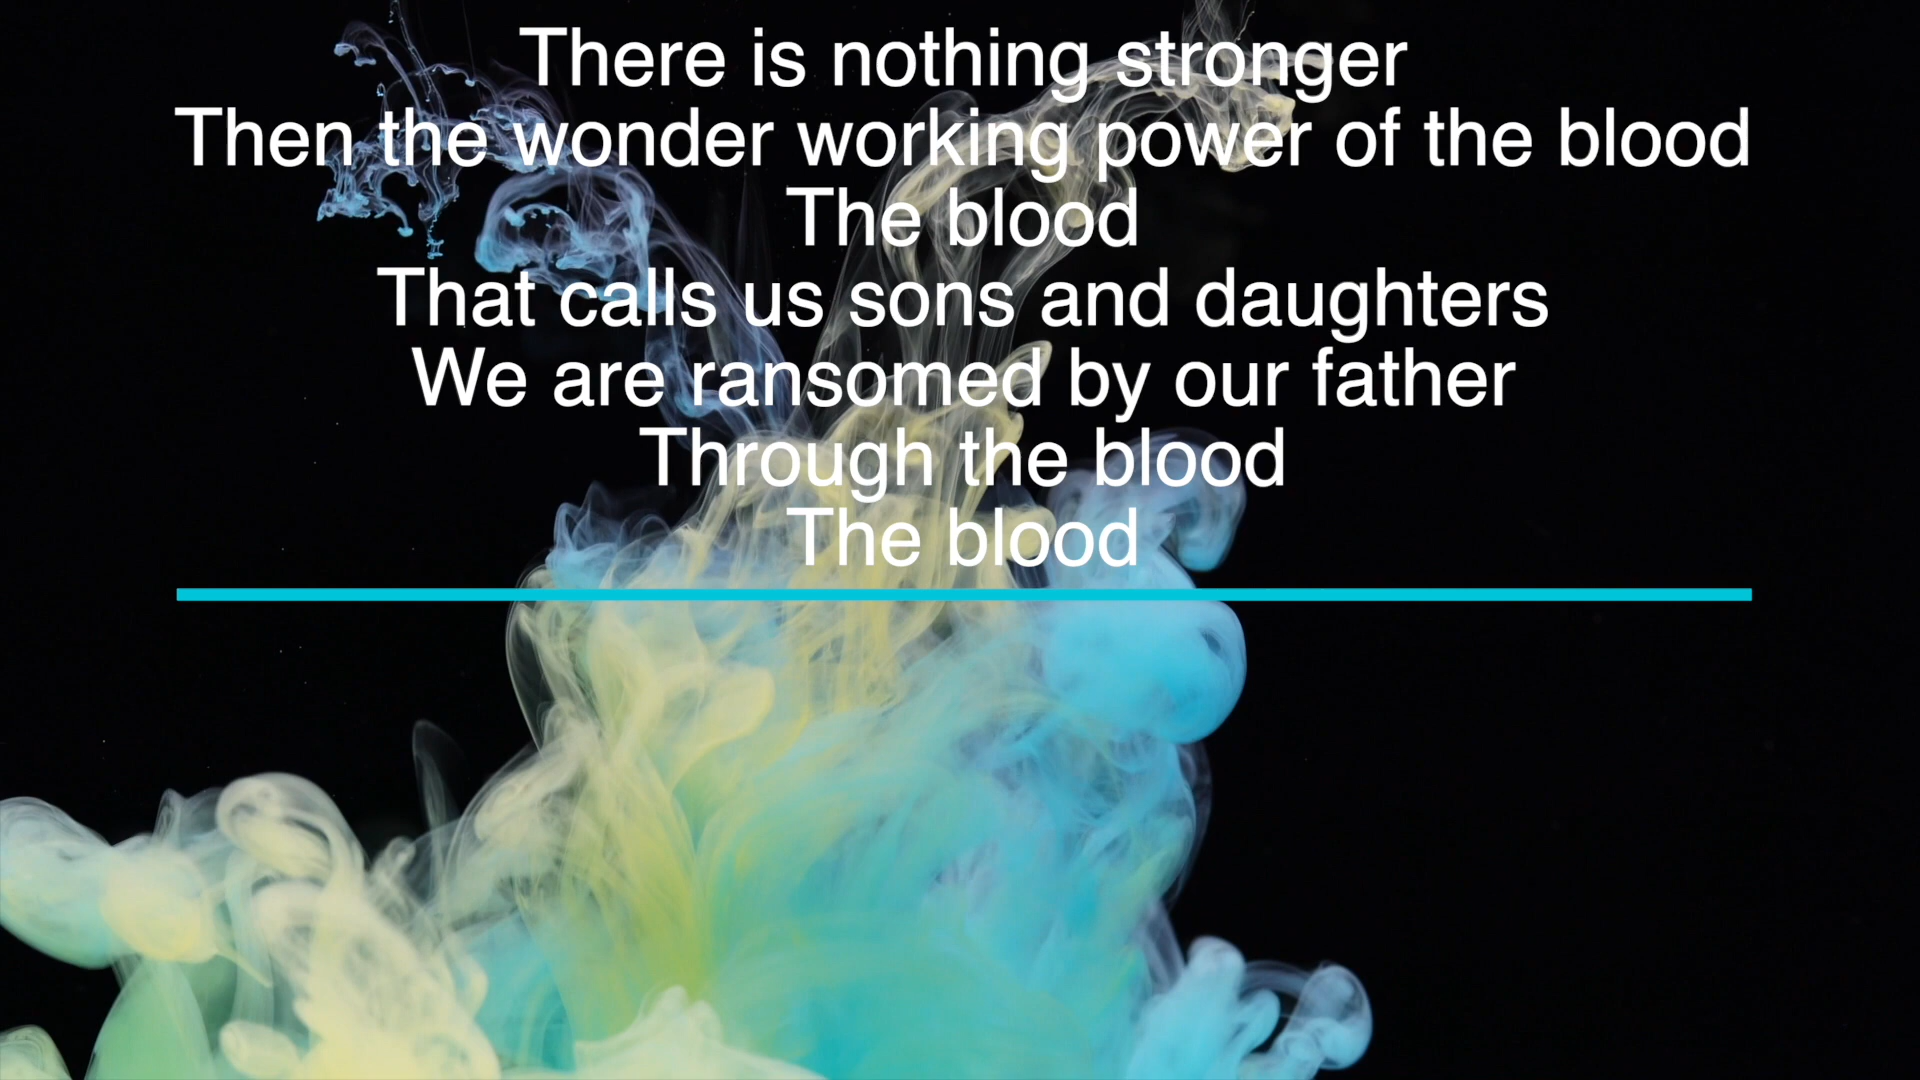 There is nothing stronger
Then the wonder working power of the blood
The blood
That calls us sons and daughters
We are ransomed by our father
Through the blood
The blood